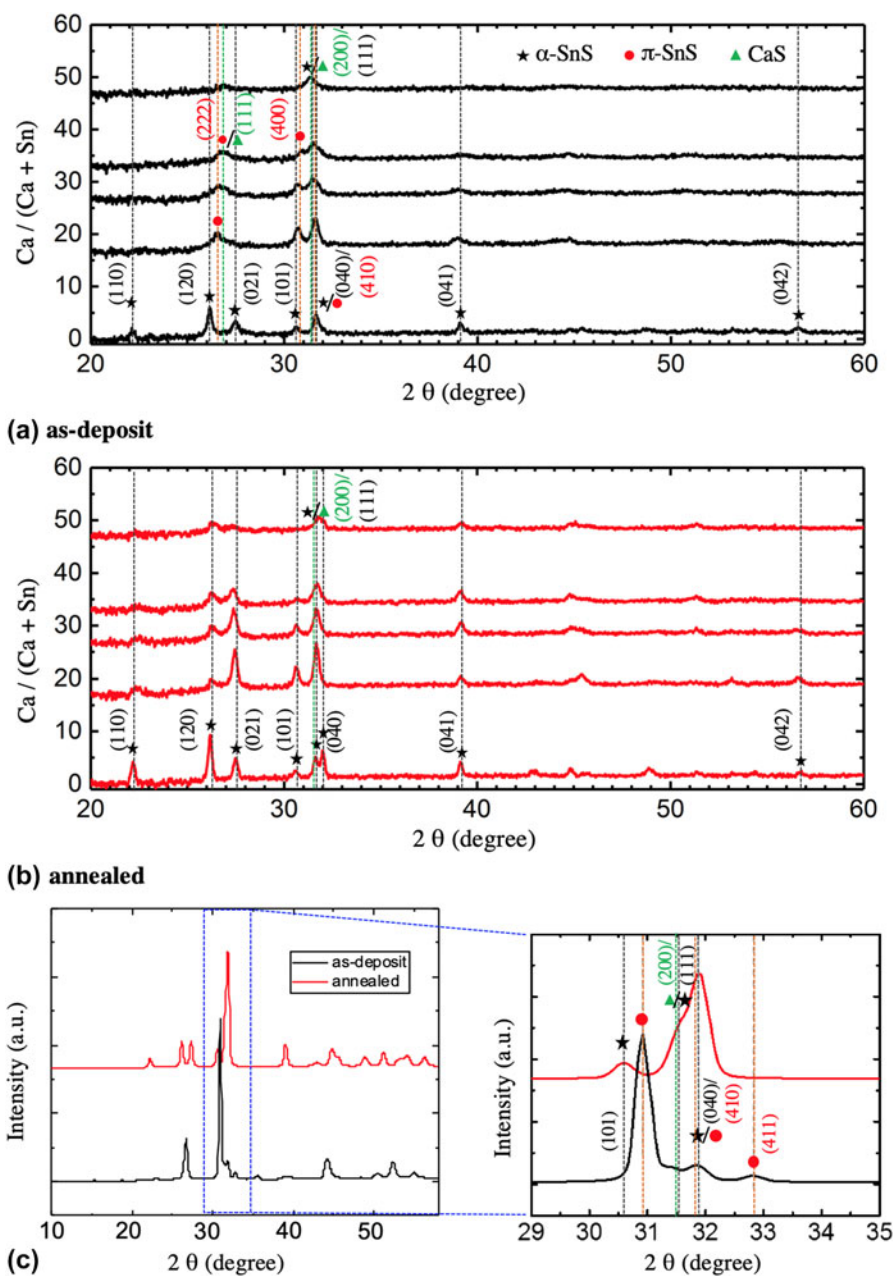 60
50
40
30
20
10
0
Ca / (Ca + Sn)
★ α-SnS ● π-SnS ▲ CaS
★/▲ (200)/ (111)
(222)
●/▲ (111)
(400)
(110)
(120)
(021)
(101)
★/● (040)/ (410)
(041)
(042)
20 30 40 50 60
2 θ (degree)
(a) as-deposit
60
50
40
30
20
10
0
Ca / (Ca + Sn)
★/▲ (200)/ (111)
(110)
(120)
(021)
(101)
(040)
(041)
(042)
20 30 40 50 60
2 θ (degree)
(b) annealed
Intensity (a.u.)
as-deposit
annealed
10 20 30 40 50
2 θ (degree)
(c)
Intensity (a.u.)
(101)
▲/★ (200)/ (111)
★/● (040)/ (410)
(411)
29 30 31 32 33 34 35
2 θ (degree)